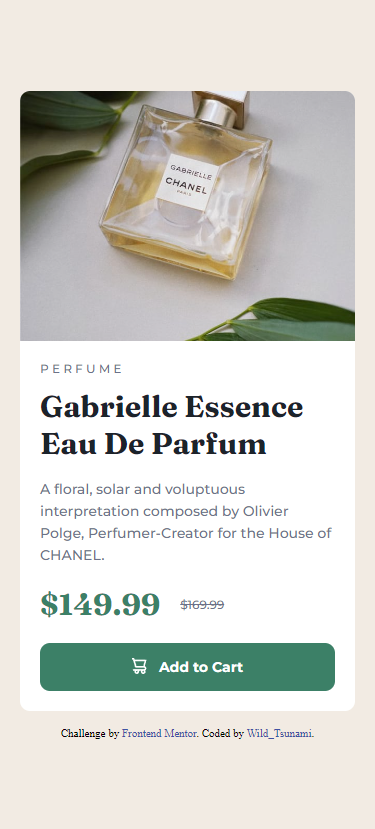 GABRIELLE
CHANEL
PARIS
PERFUME
Gabrielle Essence
Eau De Parfum
A floral, solar and voluptuous
interpretation composed by Olivier
Polge, Perfumer-Creator for the House of
CHANEL.
$149.99 $169.99
Add to Cart
Challenge by Frontend Mentor. Coded by Wild_Tsunami.